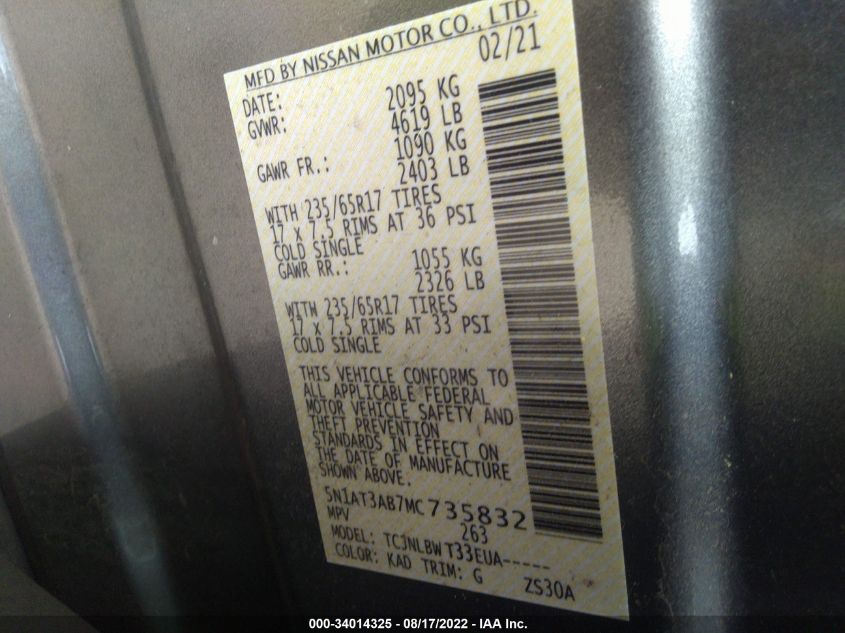 MFD BY NISSAN MOTOR CO., LTD.
DATE: 02/21
GVWR: 2095 KG
4619 LB
GAWR FR.: 1090 KG
2403 LB
WITH 235/65R17 TIRES
17 X 7.5 RIMS AT 36 PSI
COLD SINGLE
GAWR RR.: 1055 KG
2326 LB
WITH 235/65R17 TIRES
17 X 7.5 RIMS AT 33 PSI
COLD SINGLE
THIS VEHICLE CONFORMS TO
ALL APPLICABLE FEDERAL
MOTOR VEHICLE SAFETY AND
THEFT PREVENTION
STANDARDS IN EFFECT ON
THE DATE OF MANUFACTURE
SHOWN ABOVE.
5N1AT3AB7MC735832
MPV 263
MODEL: TCJNLBWT33EUA-----
COLOR: KAD TRIM: G ZS30A
000-34014325 - 08/17/2022 - IAA Inc.